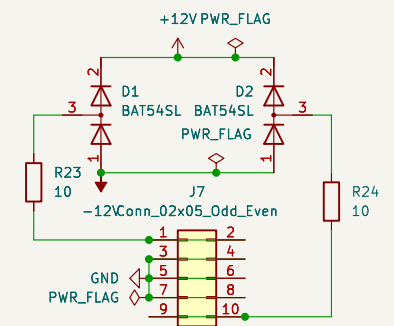 +12V PWR_FLAG
2 2
D1 D2
BAT54SL BAT54SL
3 3
PWR_FLAG
1 1
R23
10
R24
10
J7
-12V Conn_02x05_Odd_Even
1 2
3 4
GND 5 6
PWR_FLAG 7 8
9 10